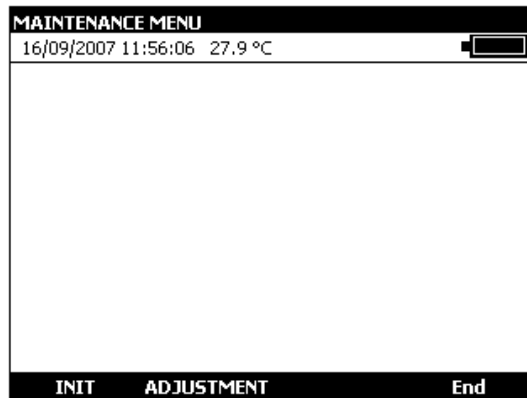 MAINTENANCE MENU
16/09/2007 11:56:06 27.9 °C
INIT ADJUSTMENT End